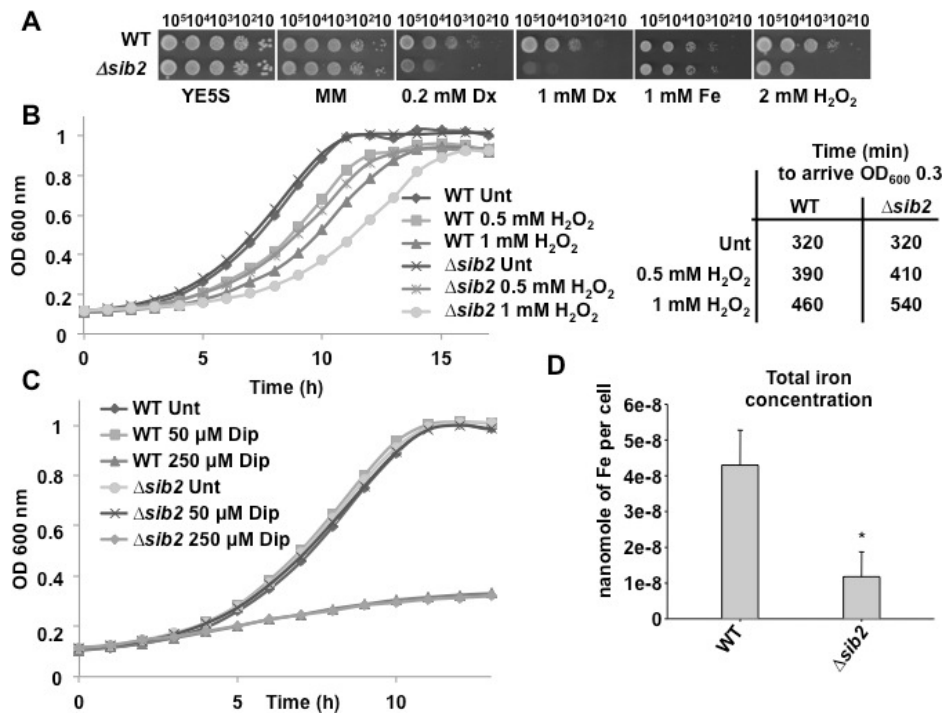 A
10⁵10⁴10³10²10 10⁵10⁴10³10²10 10⁵10⁴10³10²10 10⁵10⁴10³10²10 10⁵10⁴10³10²10 10⁵10⁴10³10²10
WT
Δsib2
YE5S MM 0.2 mM Dx 1 mM Dx 1 mM Fe 2 mM H₂O₂
B
OD 600 nm
1
0.8
0.6
0.4
0.2
0
0 5 10 15
Time (h)
WT Unt
WT 0.5 mM H₂O₂
WT 1 mM H₂O₂
Δsib2 Unt
Δsib2 0.5 mM H₂O₂
Δsib2 1 mM H₂O₂
Time (min)
to arrive OD₆₀₀ 0.3
WT Δsib2
Unt 320 320
0.5 mM H₂O₂ 390 410
1 mM H₂O₂ 460 540
C
OD 600 nm
1
0.8
0.6
0.4
0.2
0
0 5 10
Time (h)
WT Unt
WT 50 µM Dip
WT 250 µM Dip
Δsib2 Unt
Δsib2 50 µM Dip
Δsib2 250 µM Dip
D
Total iron
concentration
nanomole of Fe per cell
6e-8
5e-8
4e-8
3e-8
2e-8
1e-8
0
*
WT Δsib2